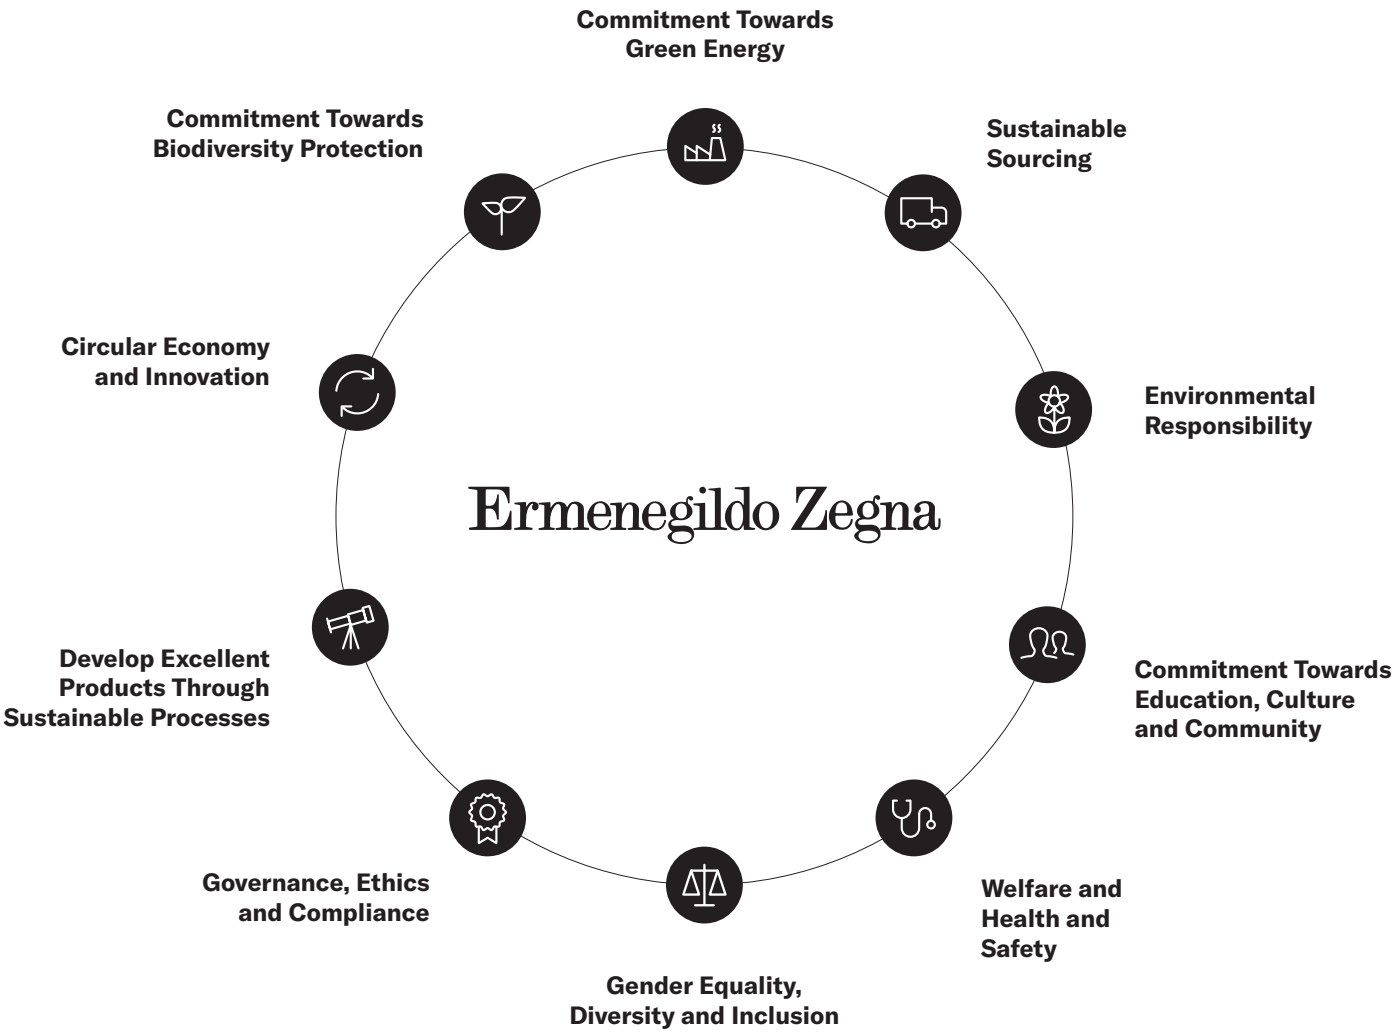 Commitment Towards
Green Energy
Sustainable
Sourcing
Environmental
Responsibility
Commitment Towards
Education, Culture
and Community
Welfare and
Health and
Safety
Gender Equality,
Diversity and Inclusion
Governance, Ethics
and Compliance
Develop Excellent
Products Through
Sustainable Processes
Circular Economy
and Innovation
Commitment Towards
Biodiversity Protection
Ermenegildo Zegna